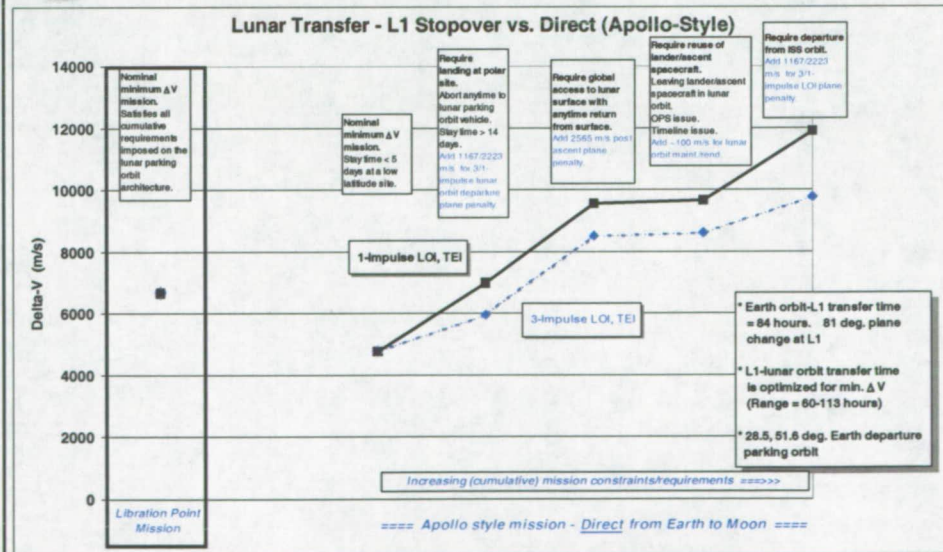 Lunar Transfer - L1 Stopover vs. Direct (Apollo-Style)
Delta-V (m/s)
14000
12000
10000
8000
6000
4000
2000
0
Nominal
minimum Δ V
mission.
Satisfies all
cumulative
requirements
imposed on the
lunar parking
orbit
architecture.
Libration Point
Mission
Nominal
minimum Δ V
mission.
Stay time < 5
days at a low
latitude site.
Require
landing at polar
site.
Abort anytime to
lunar parking
orbit vehicle.
Stay time > 14
days.
Add 1167/2223
m/s for 3/1-
impulse lunar
orbit departure
plane penalty
Require global
access to lunar
surface with
anytime return
from surface.
Add 2565 m/s post
ascent plane
penalty.
Require reuse of
lander/ascent
spacecraft.
Leaving lander/ascent
spacecraft in lunar
orbit.
OPS issue.
Timeline issue.
Add ~100 m/s for lunar
orbit maint./rend.
Require departure
from ISS orbit.
Add 1167/2223
m/s for 3/1-
impulse LOI plane
penalty
1-Impulse LOI, TEI
3-Impulse LOI, TEI
* Earth orbit-L1 transfer time
= 84 hours. 81 deg. plane
change at L1
* L1-lunar orbit transfer time
is optimized for min. Δ V
(Range = 60-113 hours)
* 28.5, 51.6 deg. Earth departure
parking orbit
Increasing (cumulative) mission constraints/requirements ===>>>
==== Apollo style mission - Direct from Earth to Moon ====